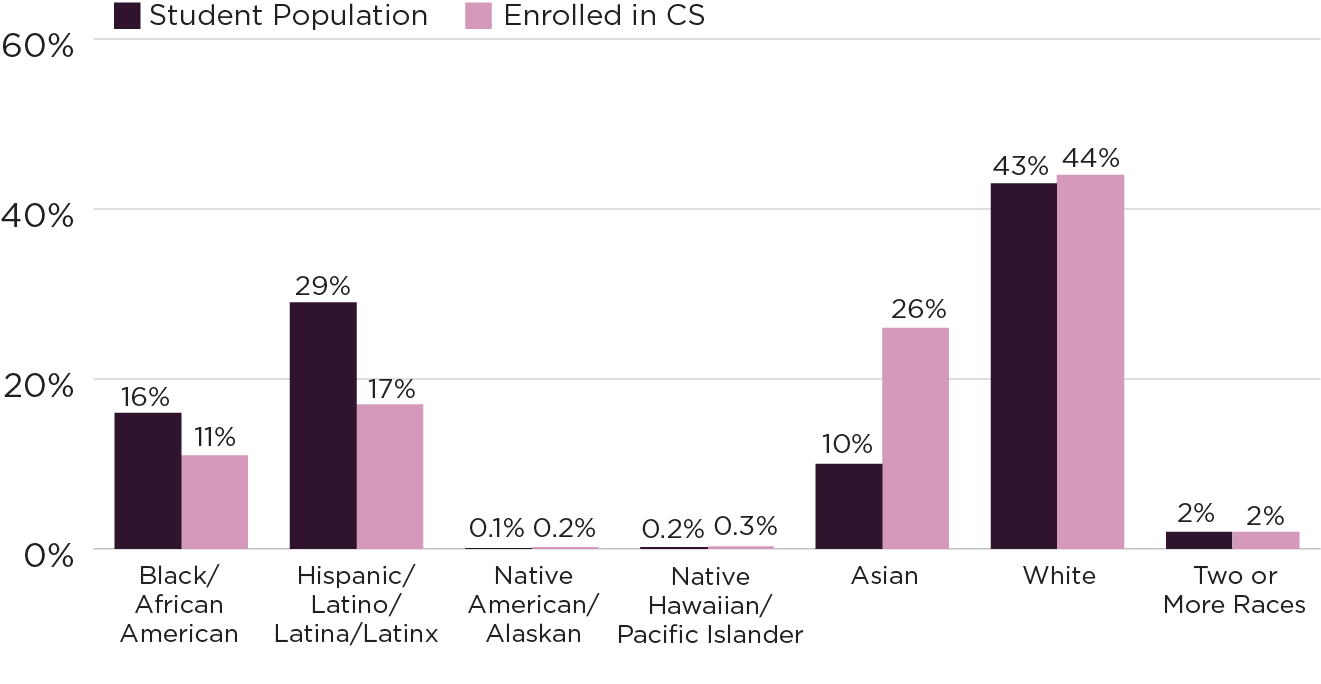 Student Population Enrolled in CS
60%
40%
20%
0%
16%
11%
29%
17%
0.1% 0.2%
0.2% 0.3%
10%
26%
43% 44%
2% 2%
Black/
African
American
Hispanic/
Latino/
Latina/Latinx
Native
American/
Alaskan
Native
Hawaiian/
Pacific Islander
Asian
White
Two or
More Races